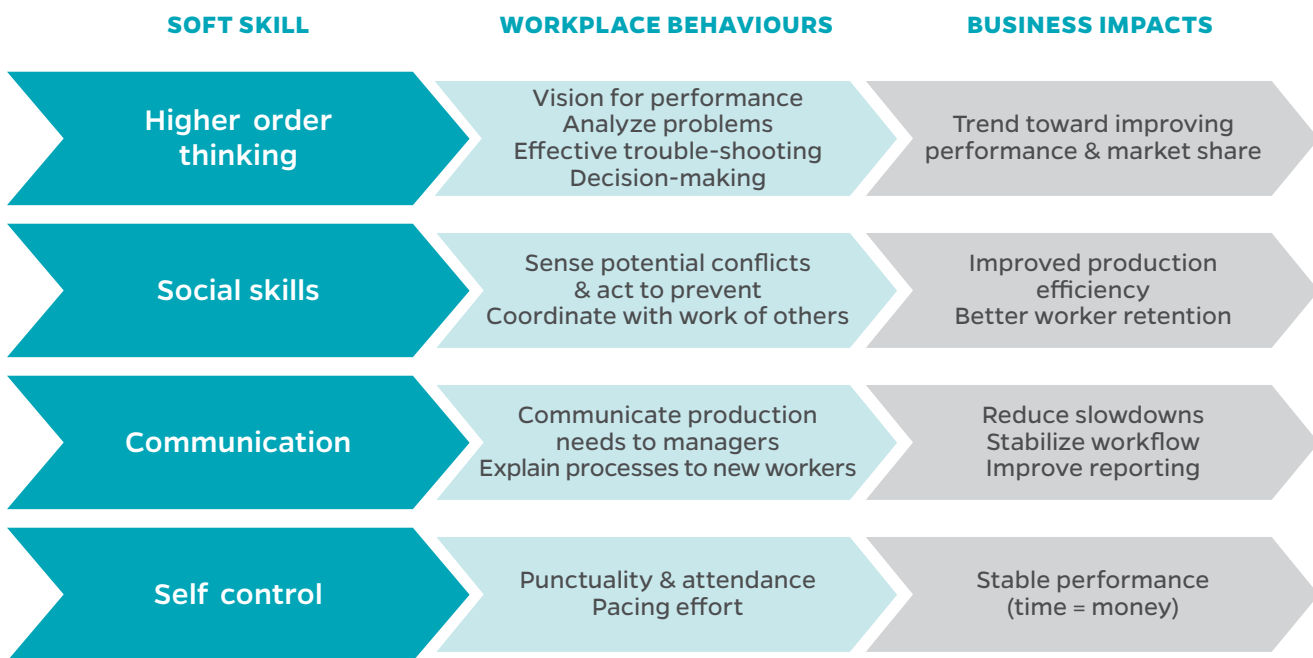 SOFT SKILL
WORKPLACE BEHAVIOURS
BUSINESS IMPACTS
Higher order
thinking
Vision for performance
Analyze problems
Effective trouble-shooting
Decision-making
Trend toward improving
performance & market share
Social skills
Sense potential conflicts
& act to prevent
Coordinate with work of others
Improved production
efficiency
Better worker retention
Communication
Communicate production
needs to managers
Explain processes to new workers
Reduce slowdowns
Stabilize workflow
Improve reporting
Self control
Punctuality & attendance
Pacing effort
Stable performance
(time = money)